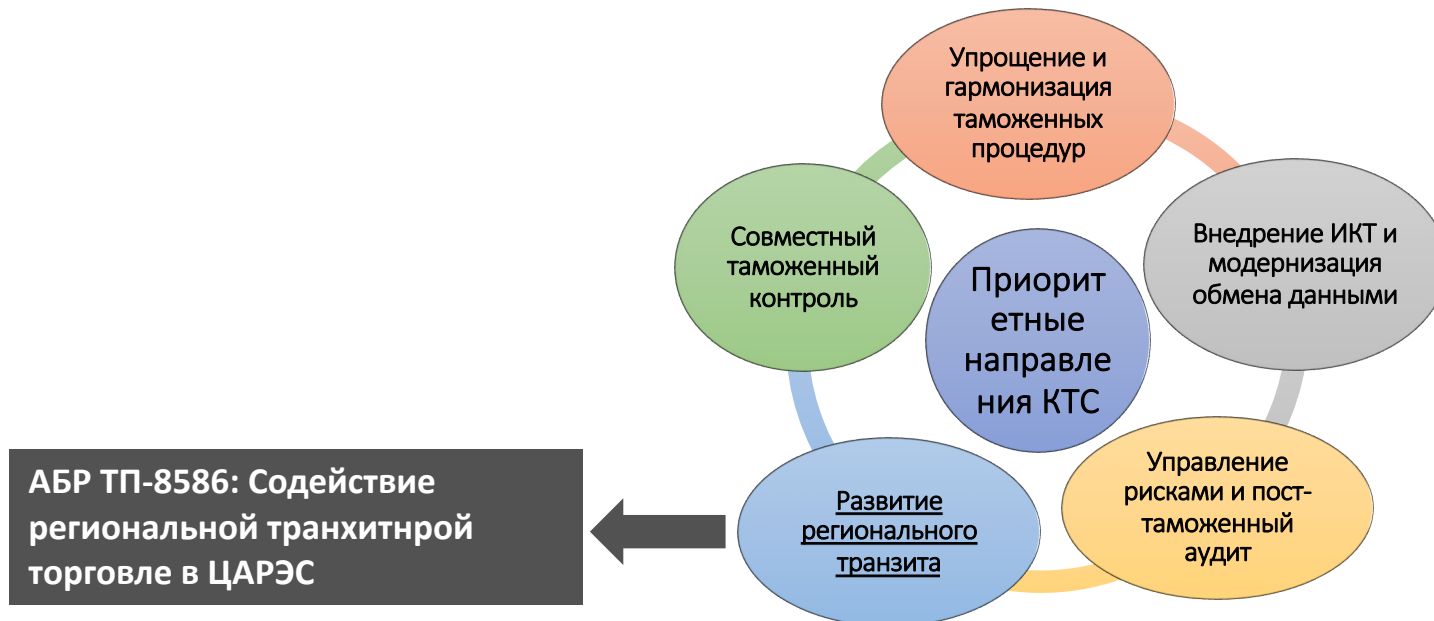 Упрощение и
гармонизация
таможенных
процедур
Внедрение ИКТ и
модернизация
обмена данными
Управление
рисками и пост-
таможенный
аудит
Развитие
регионального
транзита
Совместный
таможенный
контроль
Приорит
етные
направле
ния КТС
АБР ТП-8586: Содействие
региональной транхитнрой
торговле в ЦАРЭС